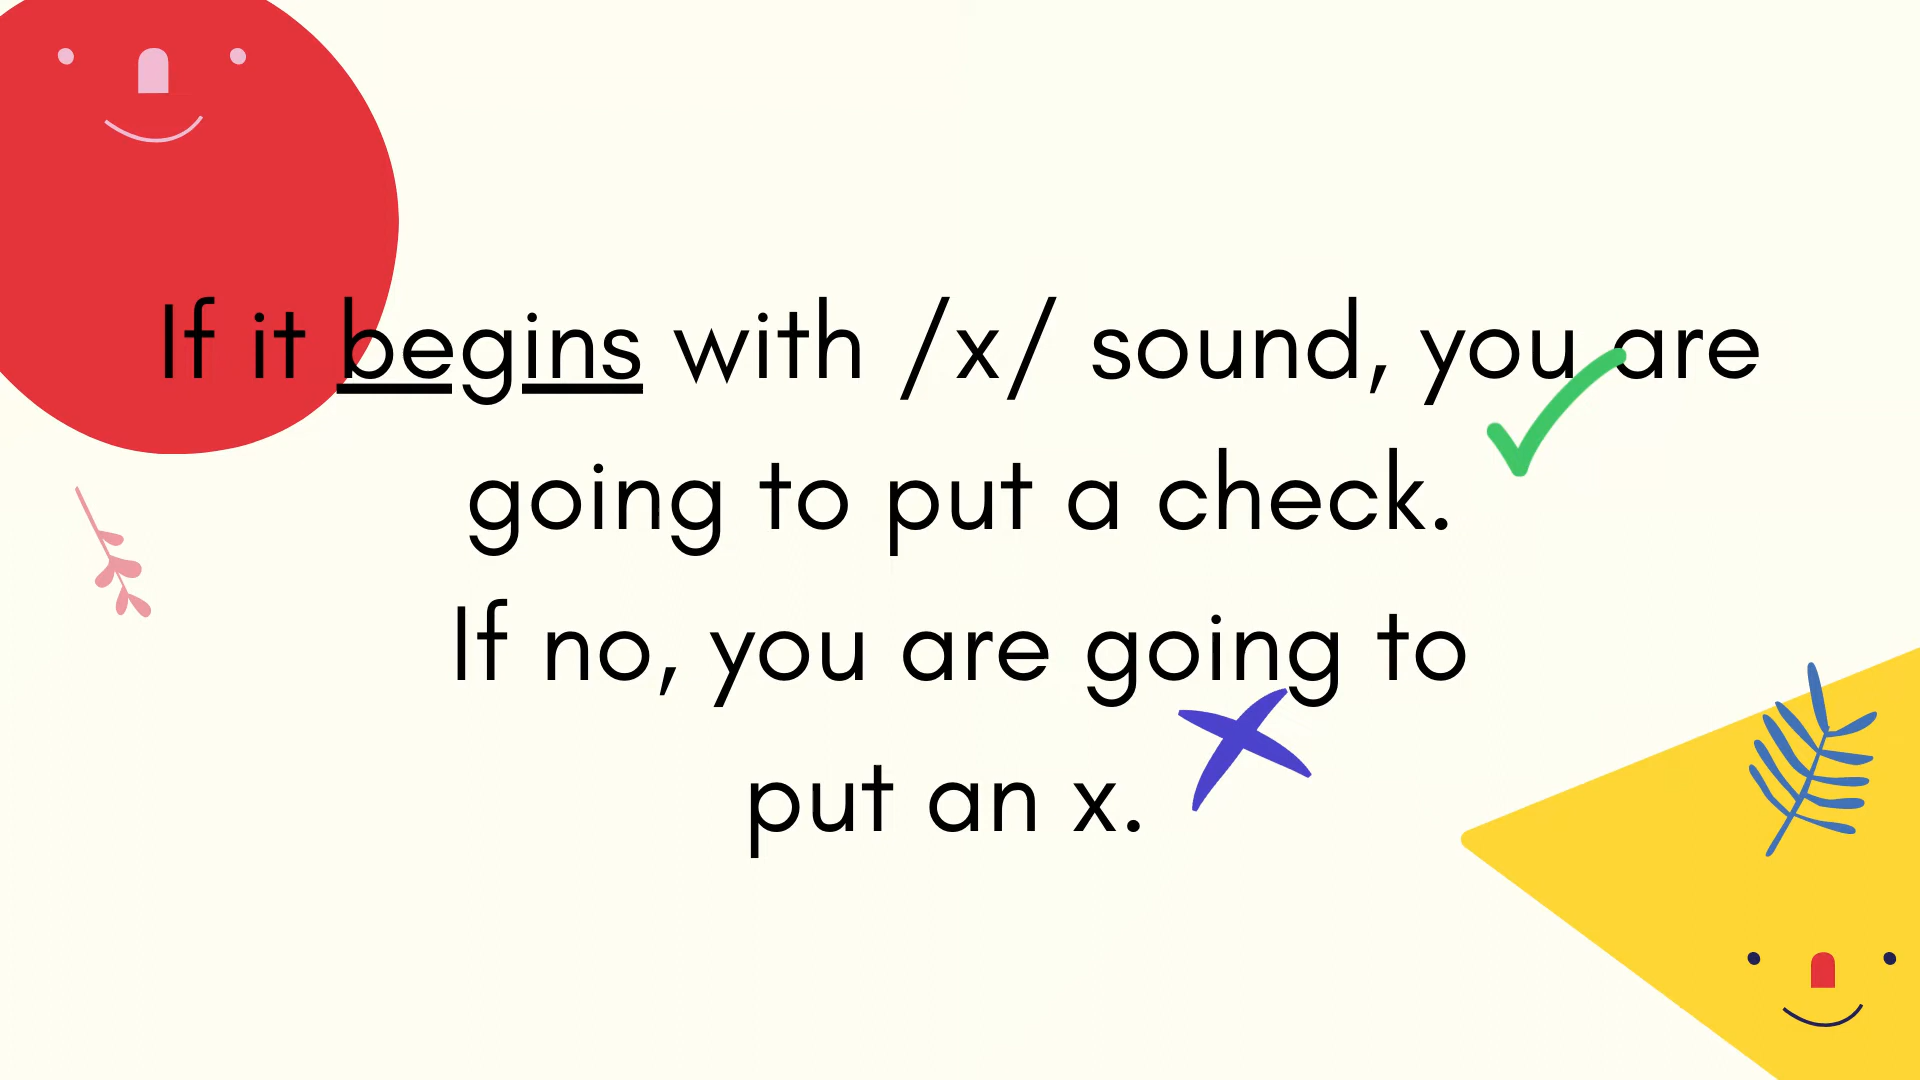 If it begins with /x/ sound, you are
going to put a check.
If no, you are going to
put an x.